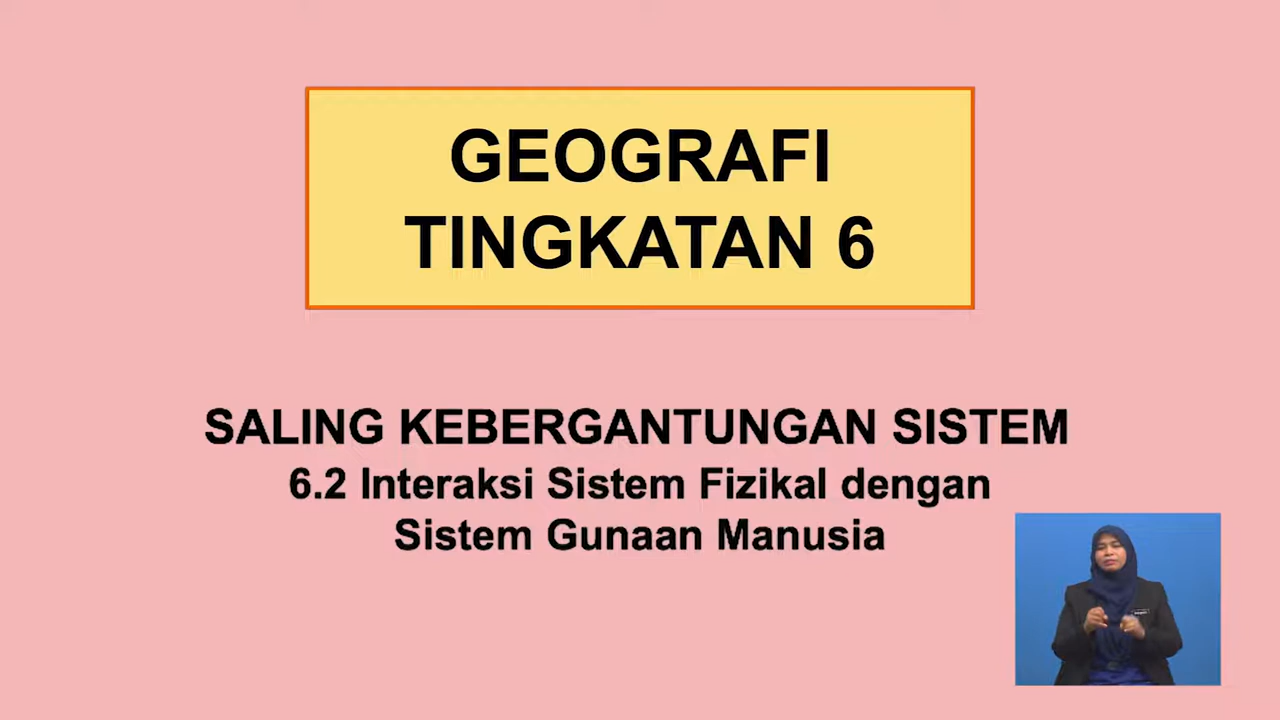 GEOGRAFI
TINGKATAN 6
SALING KEBERGANTUNGAN SISTEM
6.2 Interaksi Sistem Fizikal dengan
Sistem Gunaan Manusia